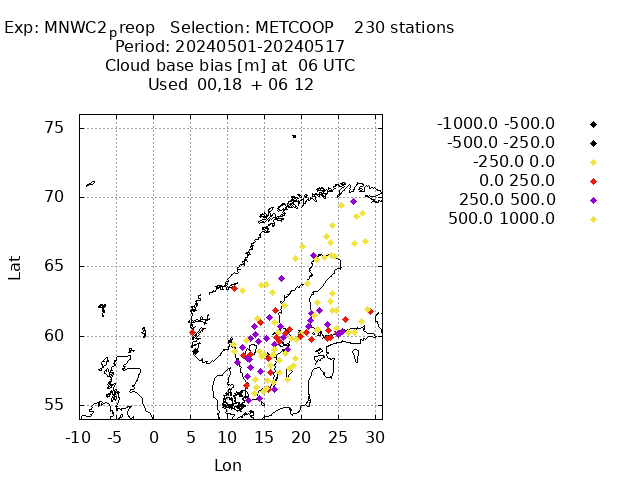 Exp: MNWC2preop   Selection: METCOOP    230 stations
Period: 20240501-20240517
Cloud base bias [m] at  06 UTC
Used 00,18 + 06 12
-1000.0 -500.0
-500.0 -250.0
-250.0 0.0
0.0 250.0
250.0 500.0
500.0 1000.0
75
70
65
60
55
Lat
-10 -5 0 5 10 15 20 25 30
Lon